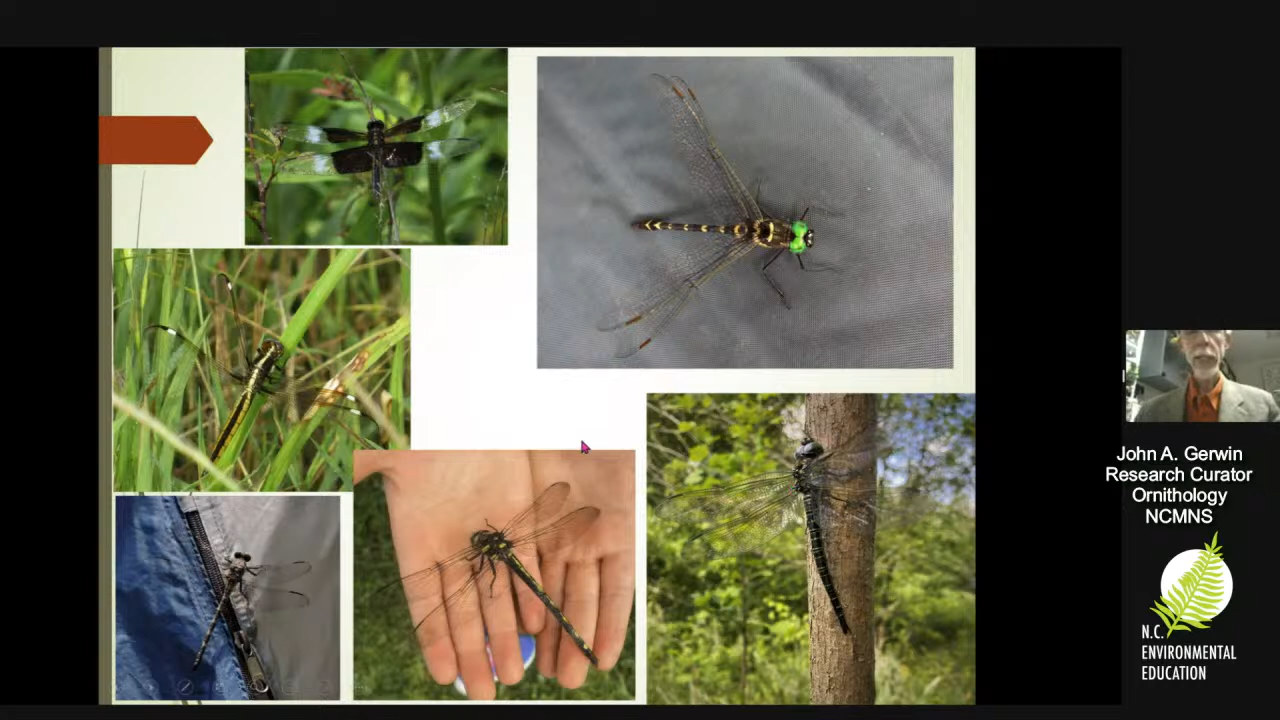 John A. Gerwin
Research Curator
Ornithology
NCMNS
N.C.
ENVIRONMENTAL
EDUCATION